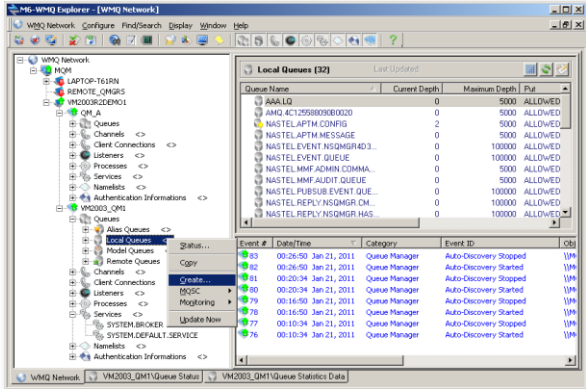 M6-WMQ Explorer - [WMQ Network]
WMQ Network Configure Find/Search Display Window Help
WMQ Network
MQM
LAPTOP-T61RN
REMOTE_QMGRS
VM2003R2DEMO1
QM_A
Queues
Channels <>
Client Connections <>
Listeners <>
Processes <>
Services <>
Namelists <>
Authentication Informations <>
VM2003_QM1
Queues
Alias Queues <>
Local Queues
Model Queues
Remote Queues
Channels <>
Client Connections
Listeners <>
Processes <>
Services <>
SYSTEM.BROKER
SYSTEM.DEFAULT.SERVICE
Namelists <>
Authentication Informations <>
Status...
Copy
Create...
MQSC
Monitoring
Update Now
Local Queues (32) Last Updated
Queue Name Current Depth Maximum Depth Put
AAA.LQ 0 5000 ALLOWED
AMQ.4C125588090B0020 0 5000 ALLOWED
NASTEL.APTM.CONFIG 2 5000 ALLOWED
NASTEL.APTM.MESSAGE 0 5000 ALLOWED
NASTEL.EVENT.NSQMGR4D3... 0 100000 ALLOWED
NASTEL.EVENT.QUEUE 0 100000 ALLOWED
NASTEL.MMF.ADMIN.COMMA... 0 5000 ALLOWED
NASTEL.MMF.AUDIT.QUEUE 0 5000 ALLOWED
NASTEL.PUBSUB.EVENT.QUE... 0 100000 ALLOWED
NASTEL.REPLY.NSQMGR.CM... 0 100000 ALLOWED
NASTEL.REPLY.NSQMGR.HAS... 0 100000 ALLOWED
Event # Date/Time Category Event ID Obj
83 00:26:50 Jan 21, 2011 Queue Manager Auto-Discovery Stopped
82 00:26:50 Jan 21, 2011 Queue Manager Auto-Discovery Started
81 00:20:34 Jan 21, 2011 Queue Manager Auto-Discovery Stopped
80 00:20:34 Jan 21, 2011 Queue Manager Auto-Discovery Started
79 00:16:50 Jan 21, 2011 Queue Manager Auto-Discovery Stopped
78 00:16:50 Jan 21, 2011 Queue Manager Auto-Discovery Started
77 00:10:34 Jan 21, 2011 Queue Manager Auto-Discovery Stopped
76 00:10:34 Jan 21, 2011 Queue Manager Auto-Discovery Started
WMQ Network VM2003_QM1\Queue Status VM2003_QM1\Queue Statistics Data